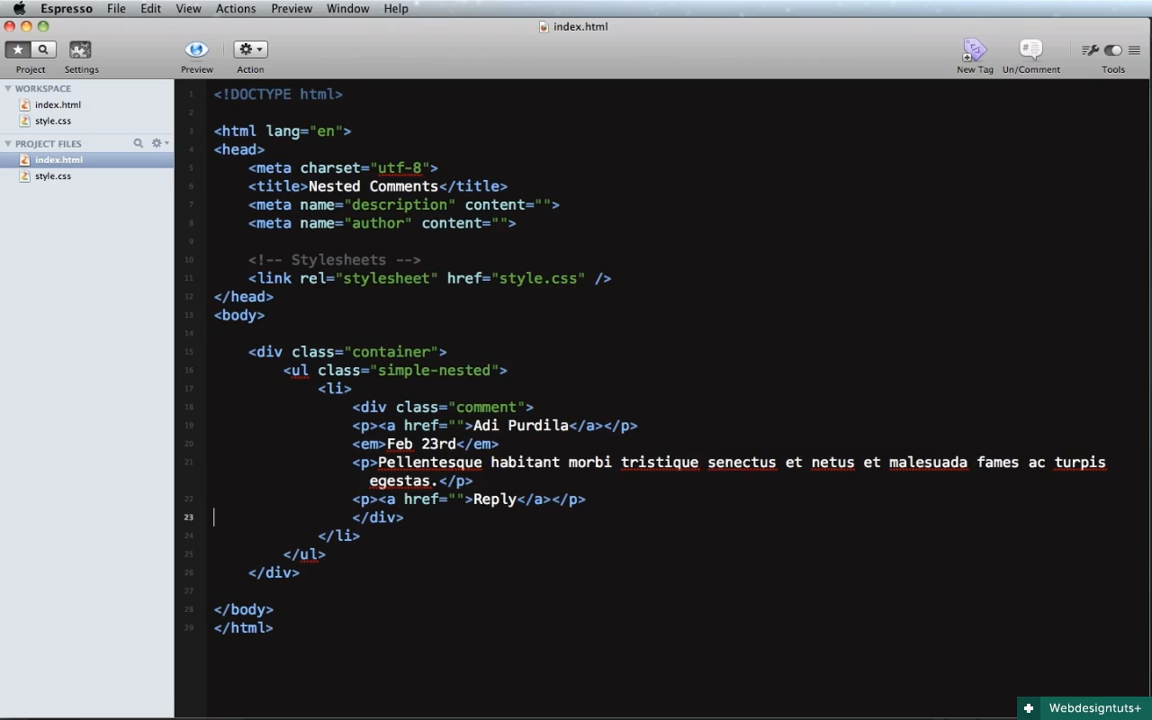 Espresso File Edit View Actions Preview Window Help
index.html
Project Settings Preview Action New Tag Un/Comment Tools
WORKSPACE
index.html
style.css
PROJECT FILES
index.html
style.css
1 <!DOCTYPE html>
2
3 <html lang="en">
4 <head>
5 <meta charset="utf-8">
6 <title>Nested Comments</title>
7 <meta name="description" content="">
8 <meta name="author" content="">
9
10 <!-- Stylesheets -->
11 <link rel="stylesheet" href="style.css" />
12 </head>
13 <body>
14
15 <div class="container">
16 <ul class="simple-nested">
17 <li>
18 <div class="comment">
19 <p><a href="">Adi Purdila</a></p>
20 <em>Feb 23rd</em>
21 <p>Pellentesque habitant morbi tristique senectus et netus et malesuada fames ac turpis
egestas.</p>
22 <p><a href="">Reply</a></p>
23 </div>
24 </li>
25 </ul>
26 </div>
27
28 </body>
29 </html>
Webdesigntuts+